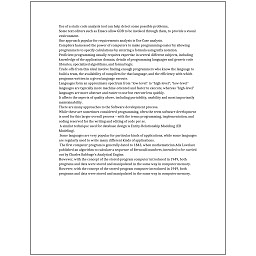 Use of a static code analysis tool can help detect some possible problems.
Some text editors such as Emacs allow GDB to be invoked through them, to provide a visual
environment.
One approach popular for requirements analysis is Use Case analysis.
Computers harnessed the power of computers to make programming easier by allowing
programmers to specify calculations by entering a formula using infix notation.
Proficient programming usually requires expertise in several different subjects, including
knowledge of the application domain, details of programming languages and generic code
libraries, specialized algorithms, and formal logic.
Trade-offs from this ideal involve finding enough programmers who know the language to
build a team, the availability of compilers for that language, and the efficiency with which
programs written in a given language execute.
Languages form an approximate spectrum from "low-level" to "high-level"; "low-level"
languages are typically more machine-oriented and faster to execute, whereas "high-level"
languages are more abstract and easier to use but execute less quickly.
It affects the aspects of quality above, including portability, usability and most importantly
maintainability.
There are many approaches to the Software development process.
While these are sometimes considered programming, often the term software development
is used for this larger overall process – with the terms programming, implementation, and
coding reserved for the writing and editing of code per se.
A similar technique used for database design is Entity-Relationship Modeling (ER
Modeling).
Some languages are very popular for particular kinds of applications, while some languages
are regularly used to write many different kinds of applications.
The first computer program is generally dated to 1843, when mathematician Ada Lovelace
published an algorithm to calculate a sequence of Bernoulli numbers, intended to be carried
out by Charles Babbage's Analytical Engine.
However, with the concept of the stored-program computer introduced in 1949, both
programs and data were stored and manipulated in the same way in computer memory.
However, with the concept of the stored-program computer introduced in 1949, both
programs and data were stored and manipulated in the same way in computer memory.